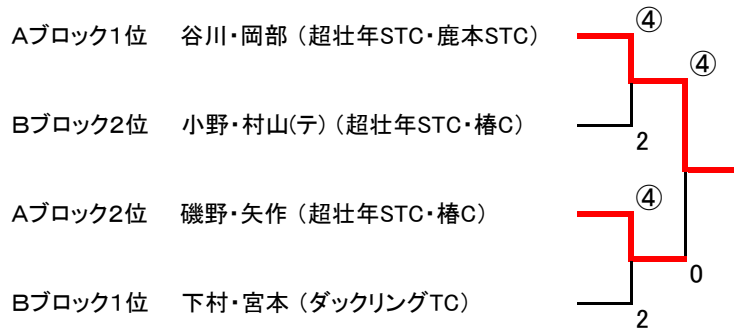 Aブロック1位 谷川・岡部 (超壮年STC・鹿本STC) ④
④
Bブロック2位 小野・村山(テ) (超壮年STC・椿C) 2
Aブロック2位 磯野・矢作 (超壮年STC・椿C) ④
0
Bブロック1位 下村・宮本 (ダックリングTC) 2